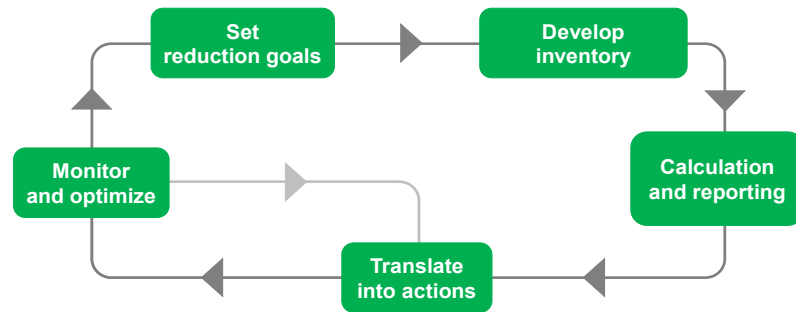 Set
reduction goals
Develop
inventory
Calculation
and reporting
Translate
into actions
Monitor
and optimize